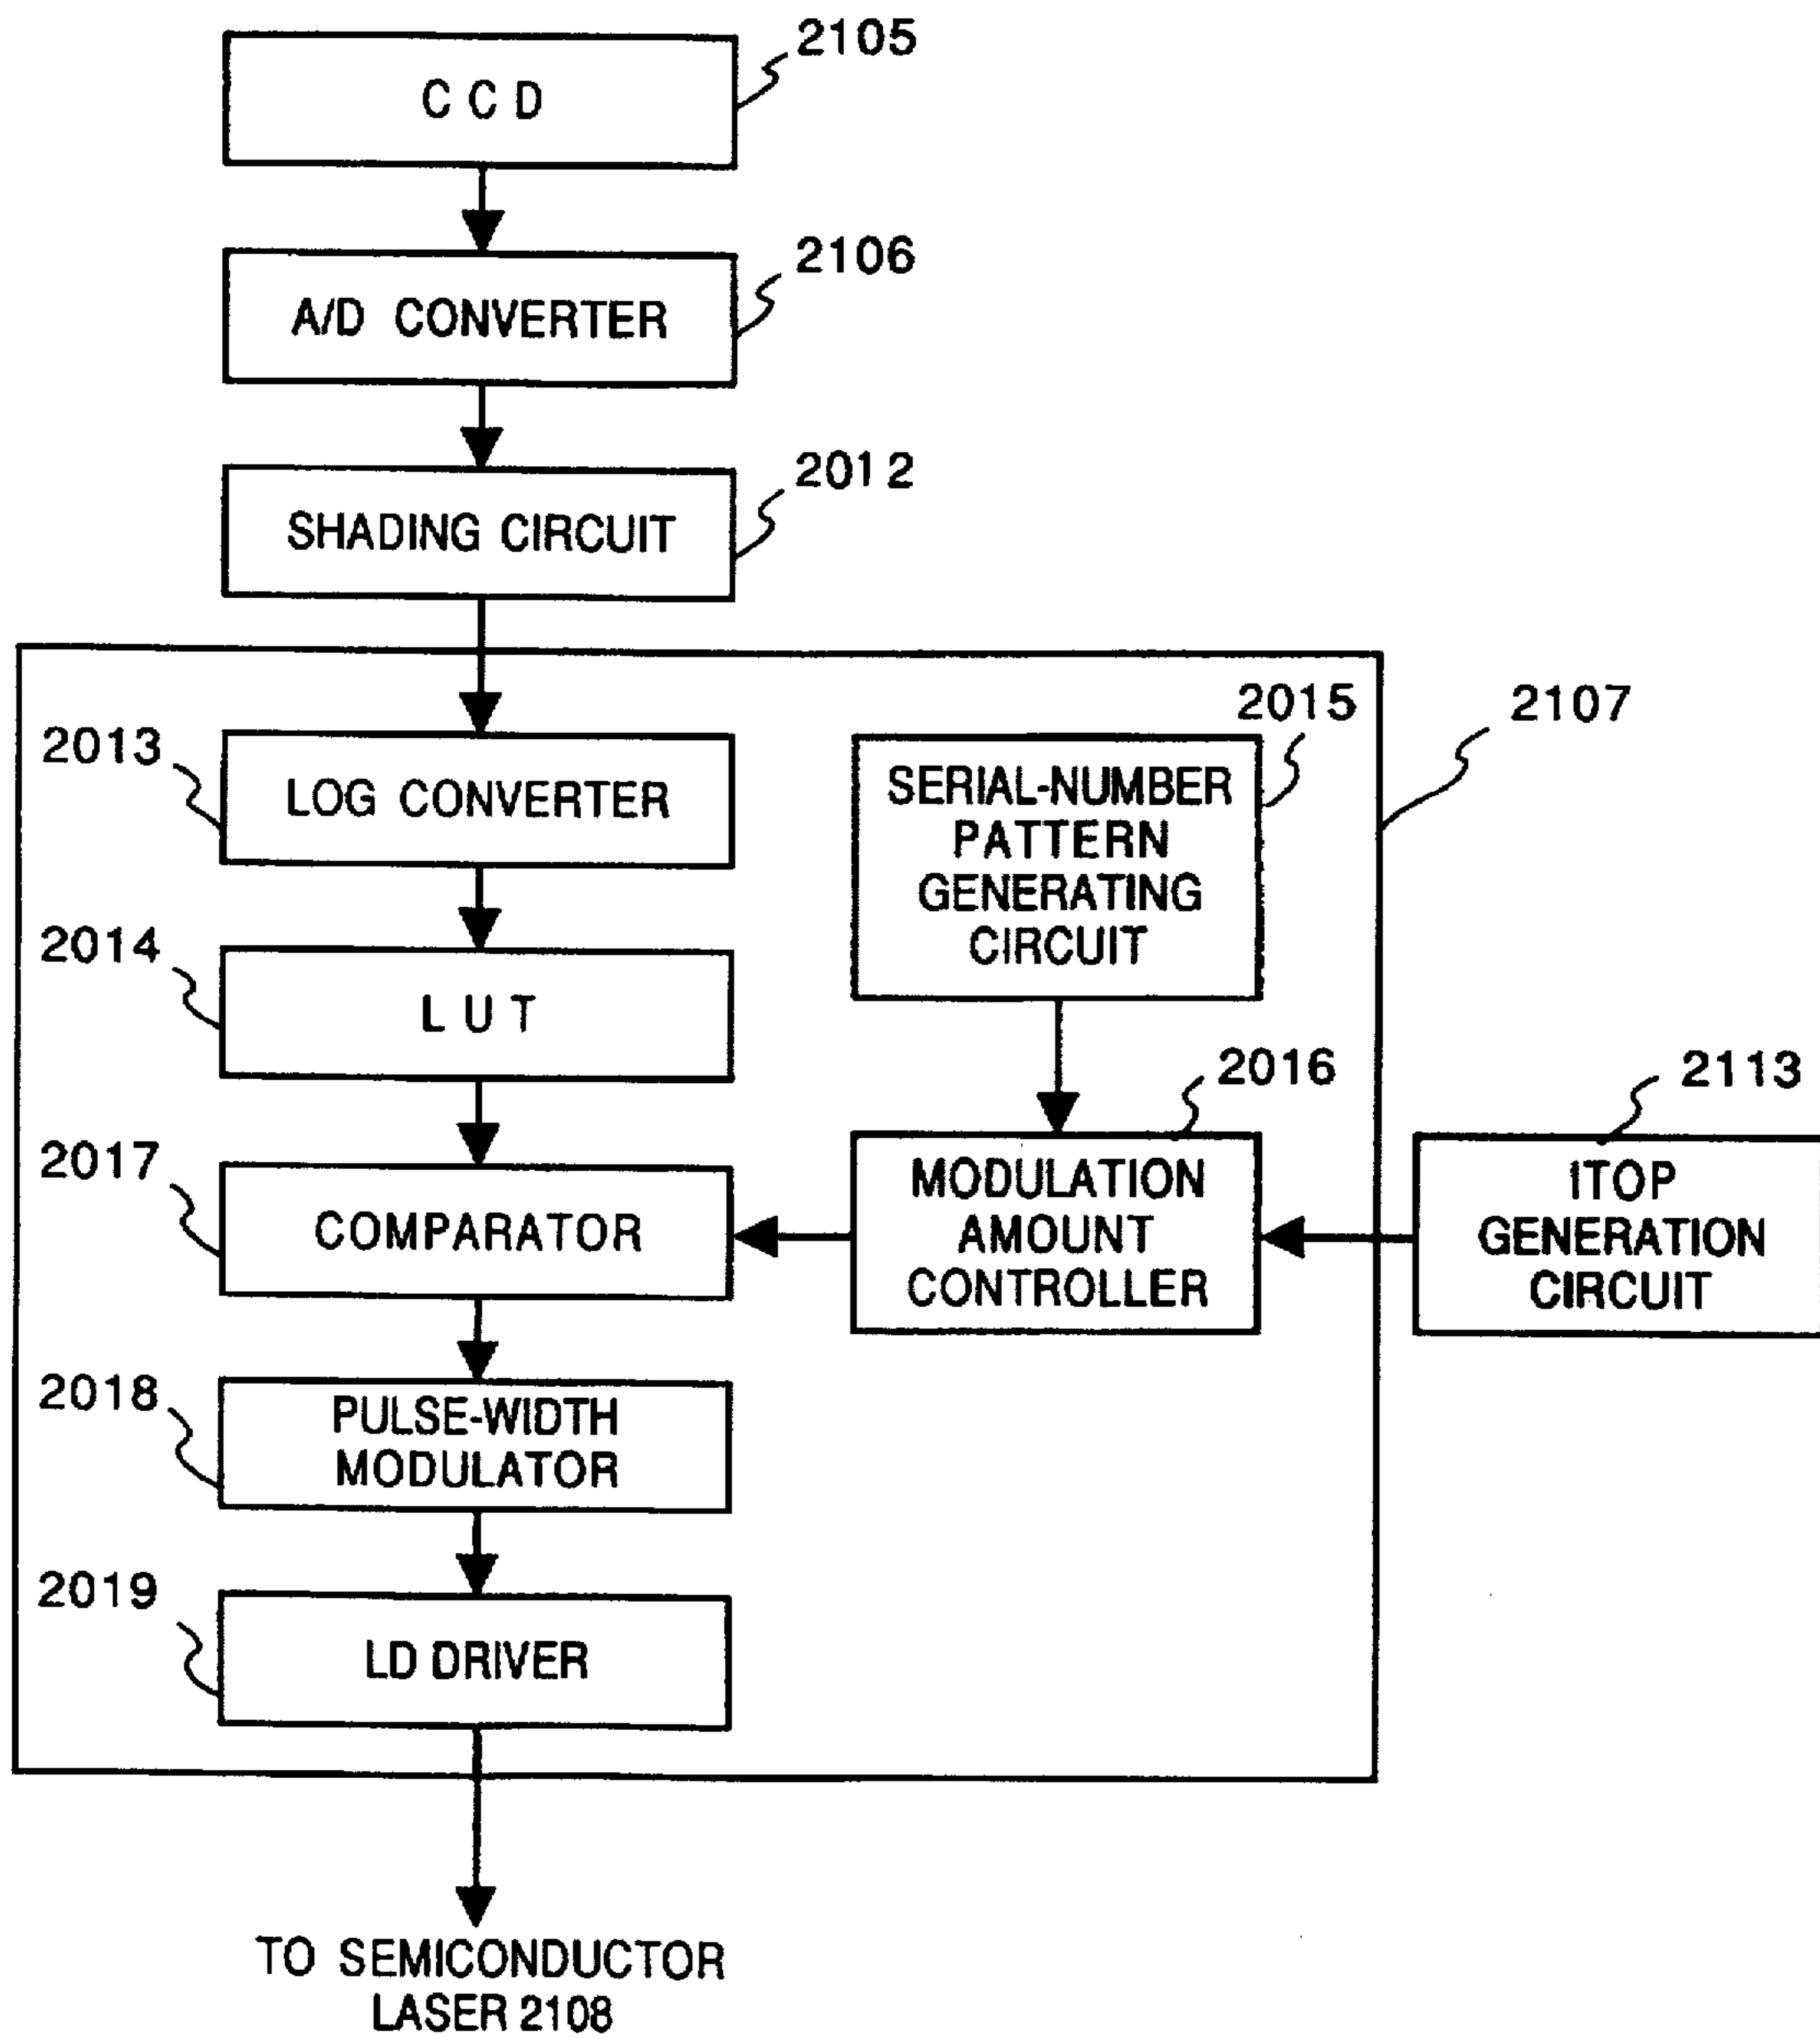 2105
C C D
2106
A/D CONVERTER
2012
SHADING CIRCUIT
2107
2013
LOG CONVERTER
2015
SERIAL-NUMBER
PATTERN
GENERATING
CIRCUIT
2014
L U T
2016
MODULATION
AMOUNT
CONTROLLER
2113
ITOP
GENERATION
CIRCUIT
2017
COMPARATOR
2018
PULSE-WIDTH
MODULATOR
2019
LD DRIVER
TO SEMICONDUCTOR
LASER 2108